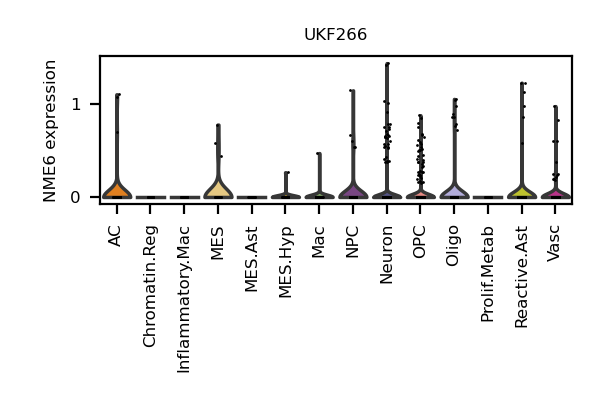 UKF266
NME6 expression
1
0
AC
Chromatin.Reg
Inflammatory.Mac
MES
MES.Ast
MES.Hyp
Mac
NPC
Neuron
OPC
Oligo
Prolif.Metab
Reactive.Ast
Vasc